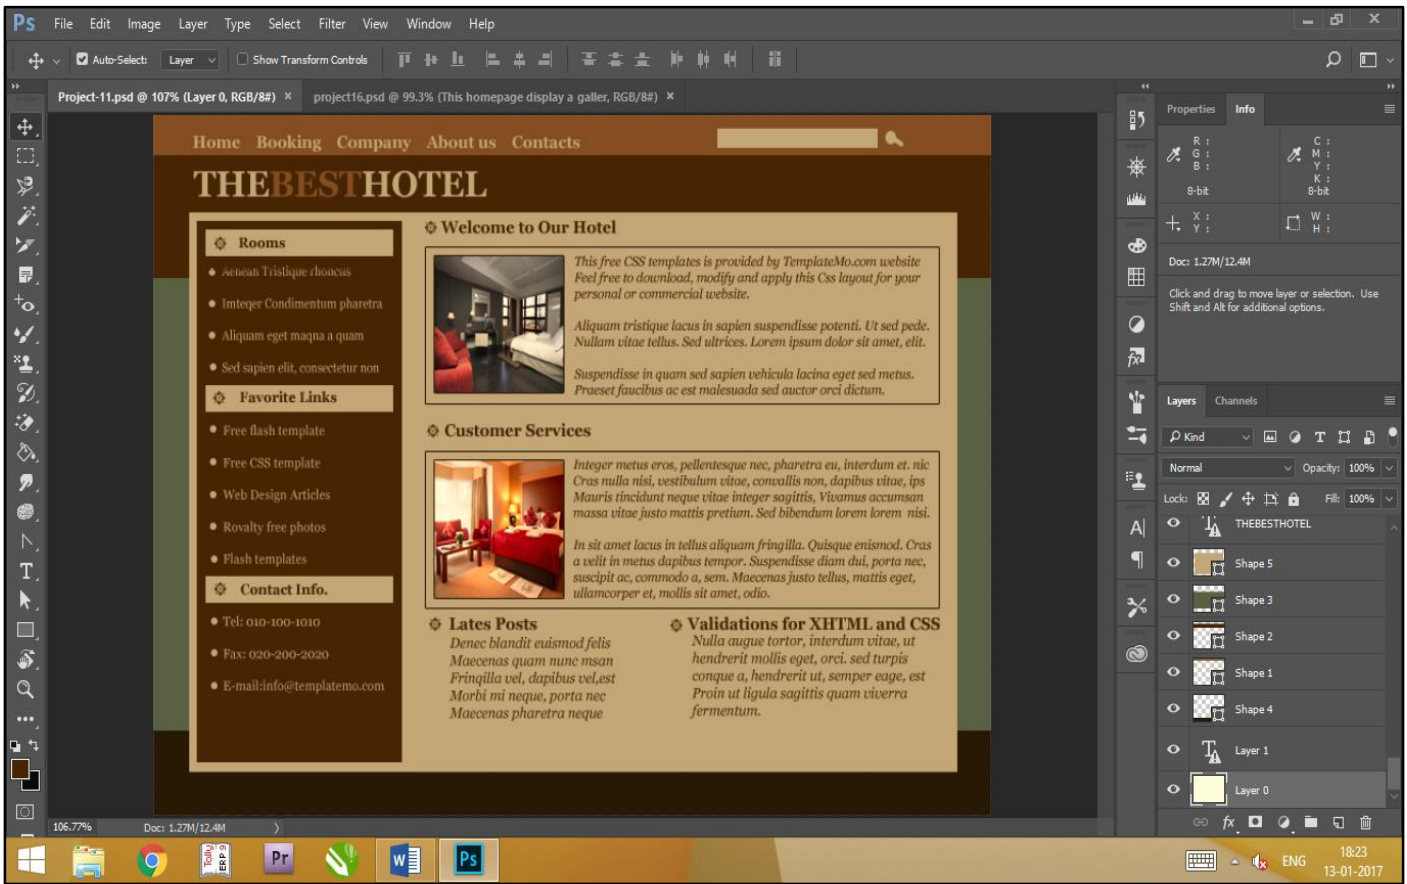 Ps File Edit Image Layer Type Select Filter View Window Help
Auto-Select: Layer Show Transform Controls
Project-11.psd @ 107% (Layer 0, RGB/8#) × project16.psd @ 99.3% (This homepage display a galler, RGB/8#) ×
Home Booking Company About us Contacts
THEBESTHOTEL
Rooms
Aenean Tristique rhoncus
Imteqer Condimentum pharetra
Aliquam eget maqna a quam
Sed sapien elit, consectetur non
Favorite Links
Free flash template
Free CSS template
Web Design Articles
Rovalty free photos
Flash templates
Contact Info.
Tel: 010-100-1010
Fax: 020-200-2020
E-mail:info@templatemo.com
Welcome to Our Hotel
This free CSS templates is provided by TemplateMo.com website
Feel free to download, modify and apply this Css layout for your
personal or commercial website.
Aliquam tristique lacus in sapien suspendisse potenti. Ut sed pede.
Nullam vitae tellus. Sed ultrices. Lorem ipsum dolor sit amet, elit.
Suspendisse in quam sed sapien vehicula lacina eget sed metus.
Praeset faucibus ac est malesuada sed auctor orci dictum.
Customer Services
Integer metus eros, pellentesque nec, pharetra eu, interdum et. nic
Cras nulla nisi, vestibulum vitae, convallis non, dapibus vitae, ips
Mauris tincidunt neque vitae integer sagittis, Vivamus accumsan
massa vitae justo mattis pretium. Sed bibendum lorem lorem nisi.
In sit amet lacus in tellus aliquam fringilla. Quisque enismod. Cras
a velit in metus dapibus tempor. Suspendisse diam dui, porta nec,
suscipit ac, commodo a, sem. Maecenas justo tellus, mattis eget,
ullamcorper et, mollis sit amet, odio.
Lates Posts
Denec blandit euismod felis
Maecenas quam nunc msan
Fringilla vel, dapibus vel,est
Morbi mi neque, porta nec
Maecenas pharetra neque
Validations for XHTML and CSS
Nulla augue tortor, interdum vitae, ut
hendrerit mollis eget, orci. sed turpis
conque a, hendrerit ut, semper eage, est
Proin ut ligula sagittis quam viverra
fermentum.
Properties Info
R : C :
G : M :
B : Y :
K :
8-bit 8-bit
X : W :
Y : H :
Doc: 1.27M/12.4M
Click and drag to move layer or selection. Use
Shift and Alt for additional options.
Layers Channels
Kind
Normal Opacity: 100%
Lock: Fill: 100%
THEBESTHOTEL
Shape 5
Shape 3
Shape 2
Shape 1
Shape 4
Layer 1
Layer 0
106.77% Doc: 1.27M/12.4M
Tally
ERP 9
Pr
W
Ps
ENG
18:23
13-01-2017